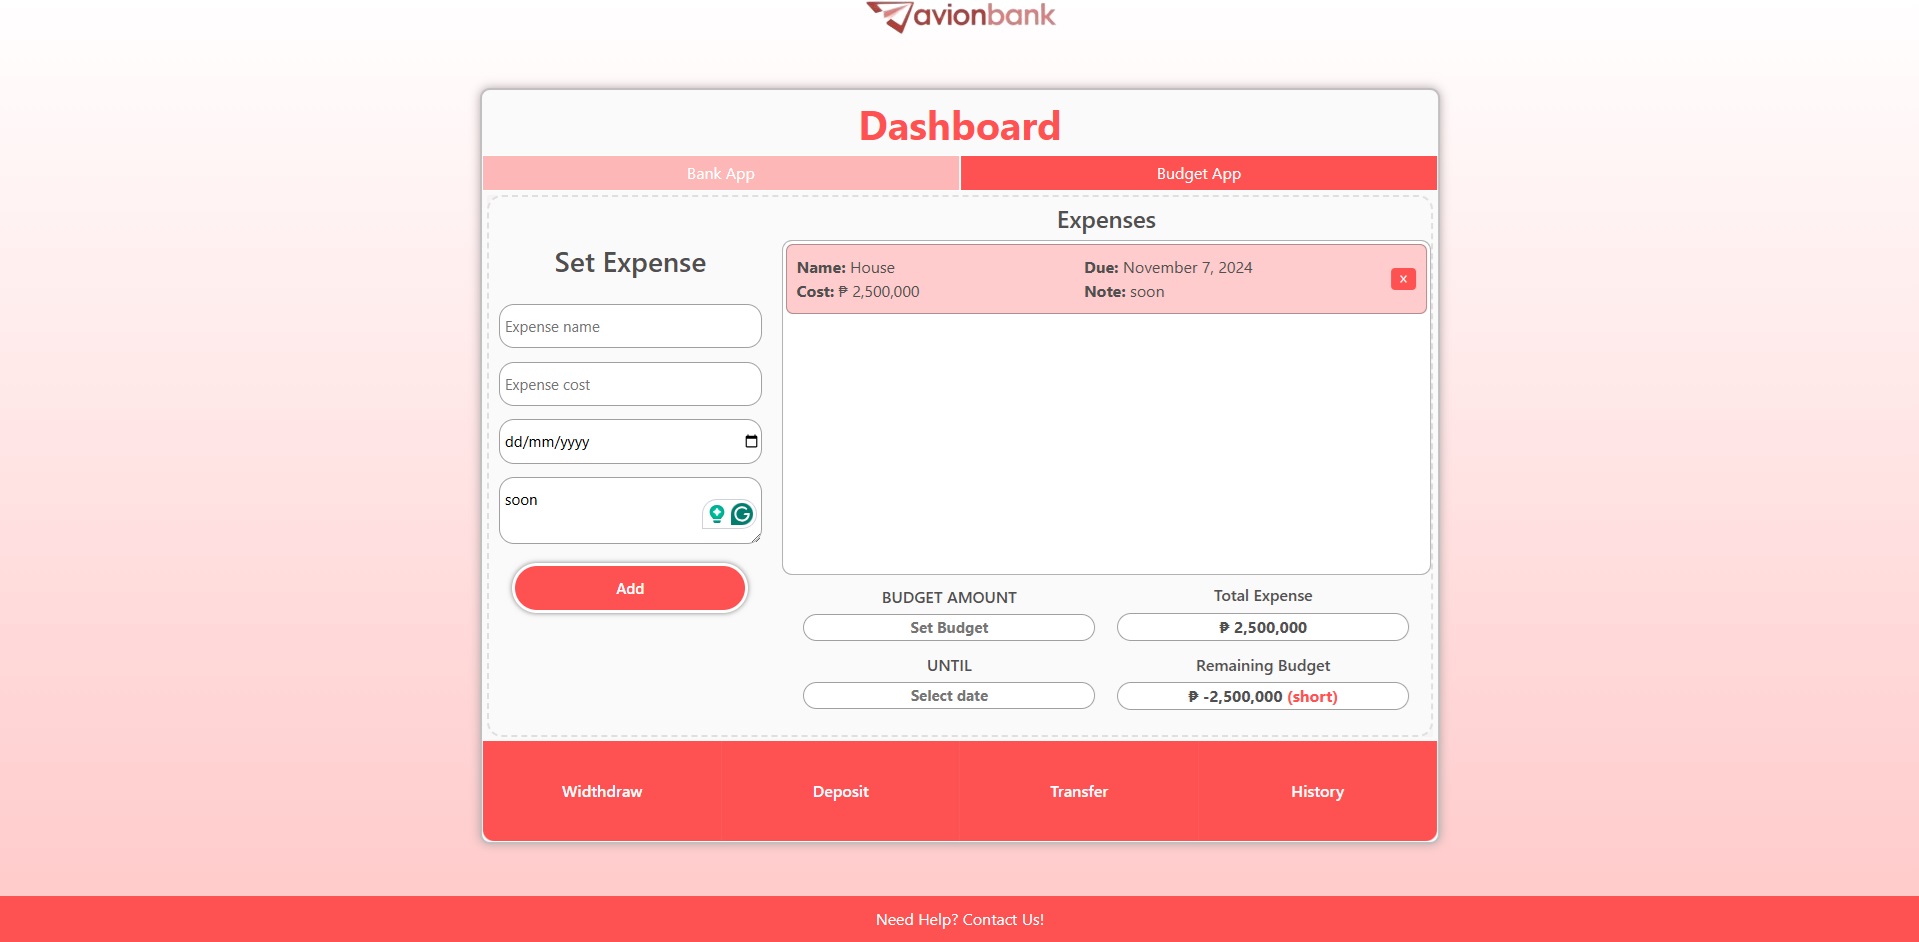 avionbank
Dashboard
Bank App
Budget App
Set Expense
Expense name
Expense cost
dd/mm/yyyy
soon
Add
Expenses
Name: House
Cost: ₱ 2,500,000
Due: November 7, 2024
Note: soon
x
BUDGET AMOUNT
Set Budget
UNTIL
Select date
Total Expense
₱ 2,500,000
Remaining Budget
₱ -2,500,000 (short)
Widthdraw
Deposit
Transfer
History
Need Help? Contact Us!